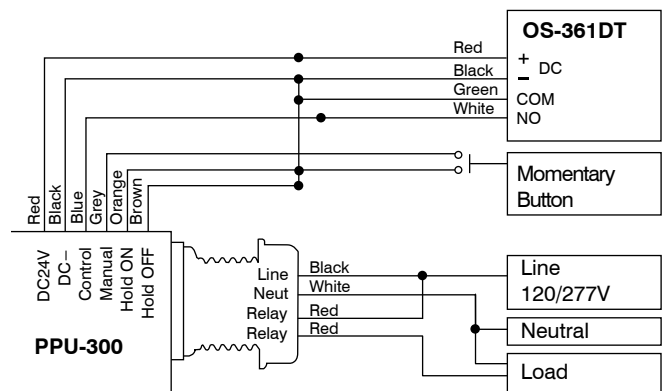 OS-361DT
Red
+
DC
Black
−
Green
COM
White
NO
Momentary
Button
Red
Black
Blue
Grey
Orange
Brown
DC24V
DC−
Control
Manual
Hold ON
Hold OFF
PPU-300
Line
Neut
Relay
Relay
Black
White
Red
Red
Line
120/277V
Neutral
Load